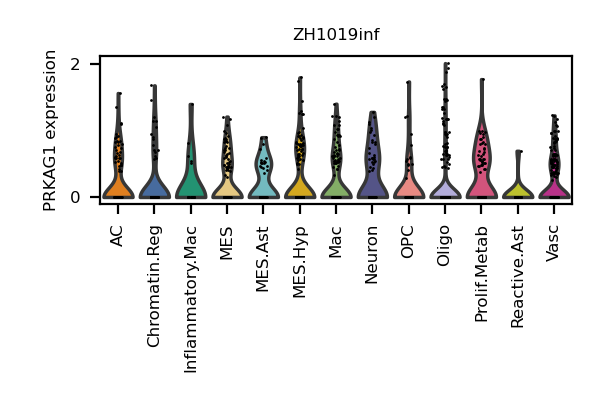 ZH1019inf
PRKAG1 expression
2
0
AC
Chromatin.Reg
Inflammatory.Mac
MES
MES.Ast
MES.Hyp
Mac
Neuron
OPC
Oligo
Prolif.Metab
Reactive.Ast
Vasc